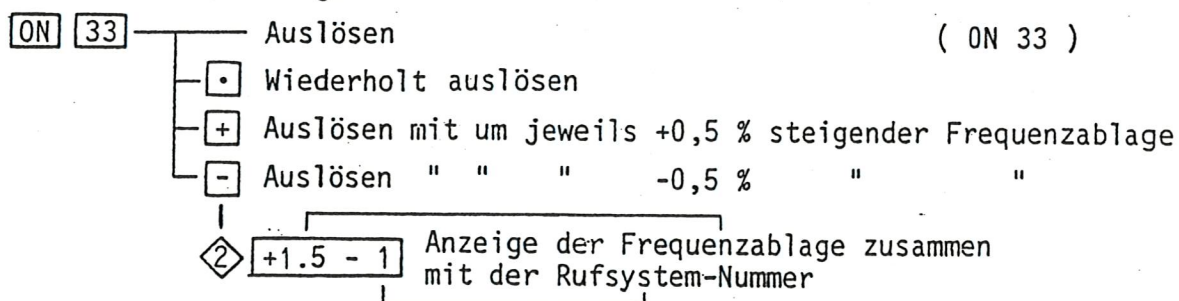 ON 33 Auslösen ( ON 33 )
• Wiederholt auslösen
+ Auslösen mit um jeweils +0,5 % steigender Frequenzablage
- Auslösen " " " -0,5 % " "
2 +1.5 - 1 Anzeige der Frequenzablage zusammen
mit der Rufsystem-Nummer